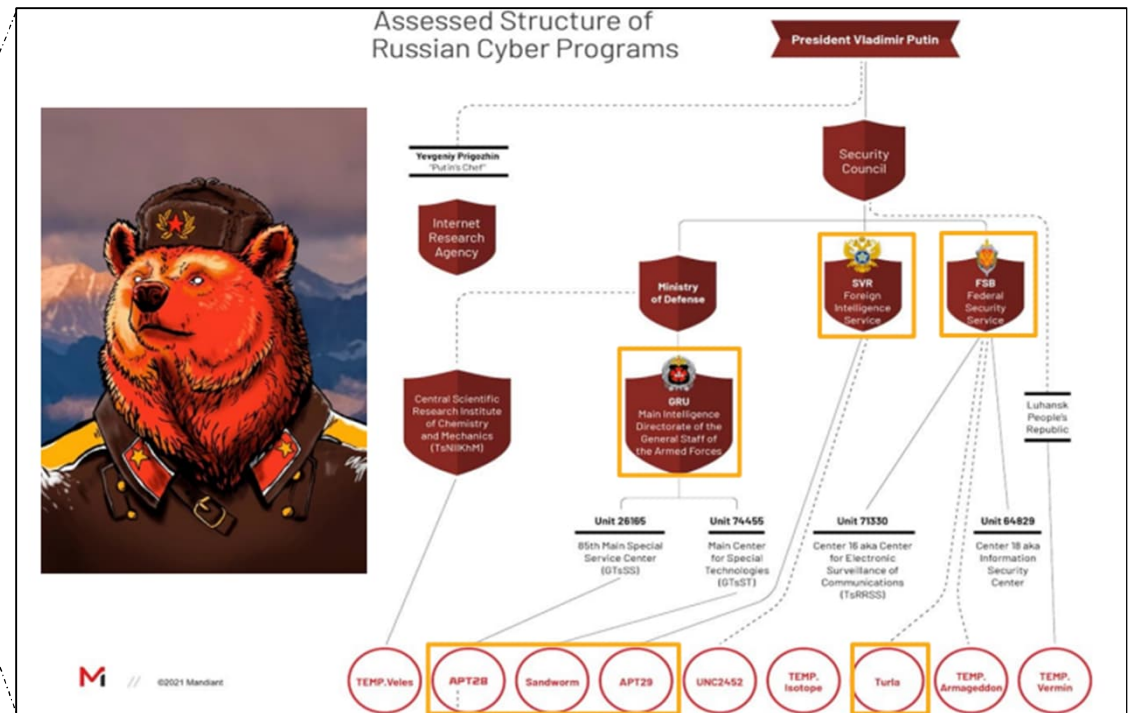 Assessed Structure of
Russian Cyber Programs
President Vladimir Putin
Yevgeniy Prigozhin
"Putin's Chef"
Security
Council
Internet
Research
Agency
Ministry
of Defense
SVR
Foreign
Intelligence
Service
FSB
Federal
Security
Service
Central Scientific
Research Institute
of Chemistry
and Mechanics
(TsNIIKhM)
GRU
Main Intelligence
Directorate of the
General Staff of
the Armed Forces
Luhansk
People's
Republic
Unit 26165
85th Main Special
Service Center
(GTsSS)
Unit 74455
Main Center
for Special
Technologies
(GTsST)
Unit 71330
Center 16 aka Center
for Electronic
Surveillance of
Communications
(TsRRSS)
Unit 64829
Center 18 aka
Information
Security
Center
TEMP.Veles
APT28
Sandworm
APT29
UNC2452
TEMP.
Isotope
Turla
TEMP.
Armageddon
TEMP.
Vermin
M // ©2021 Mandiant